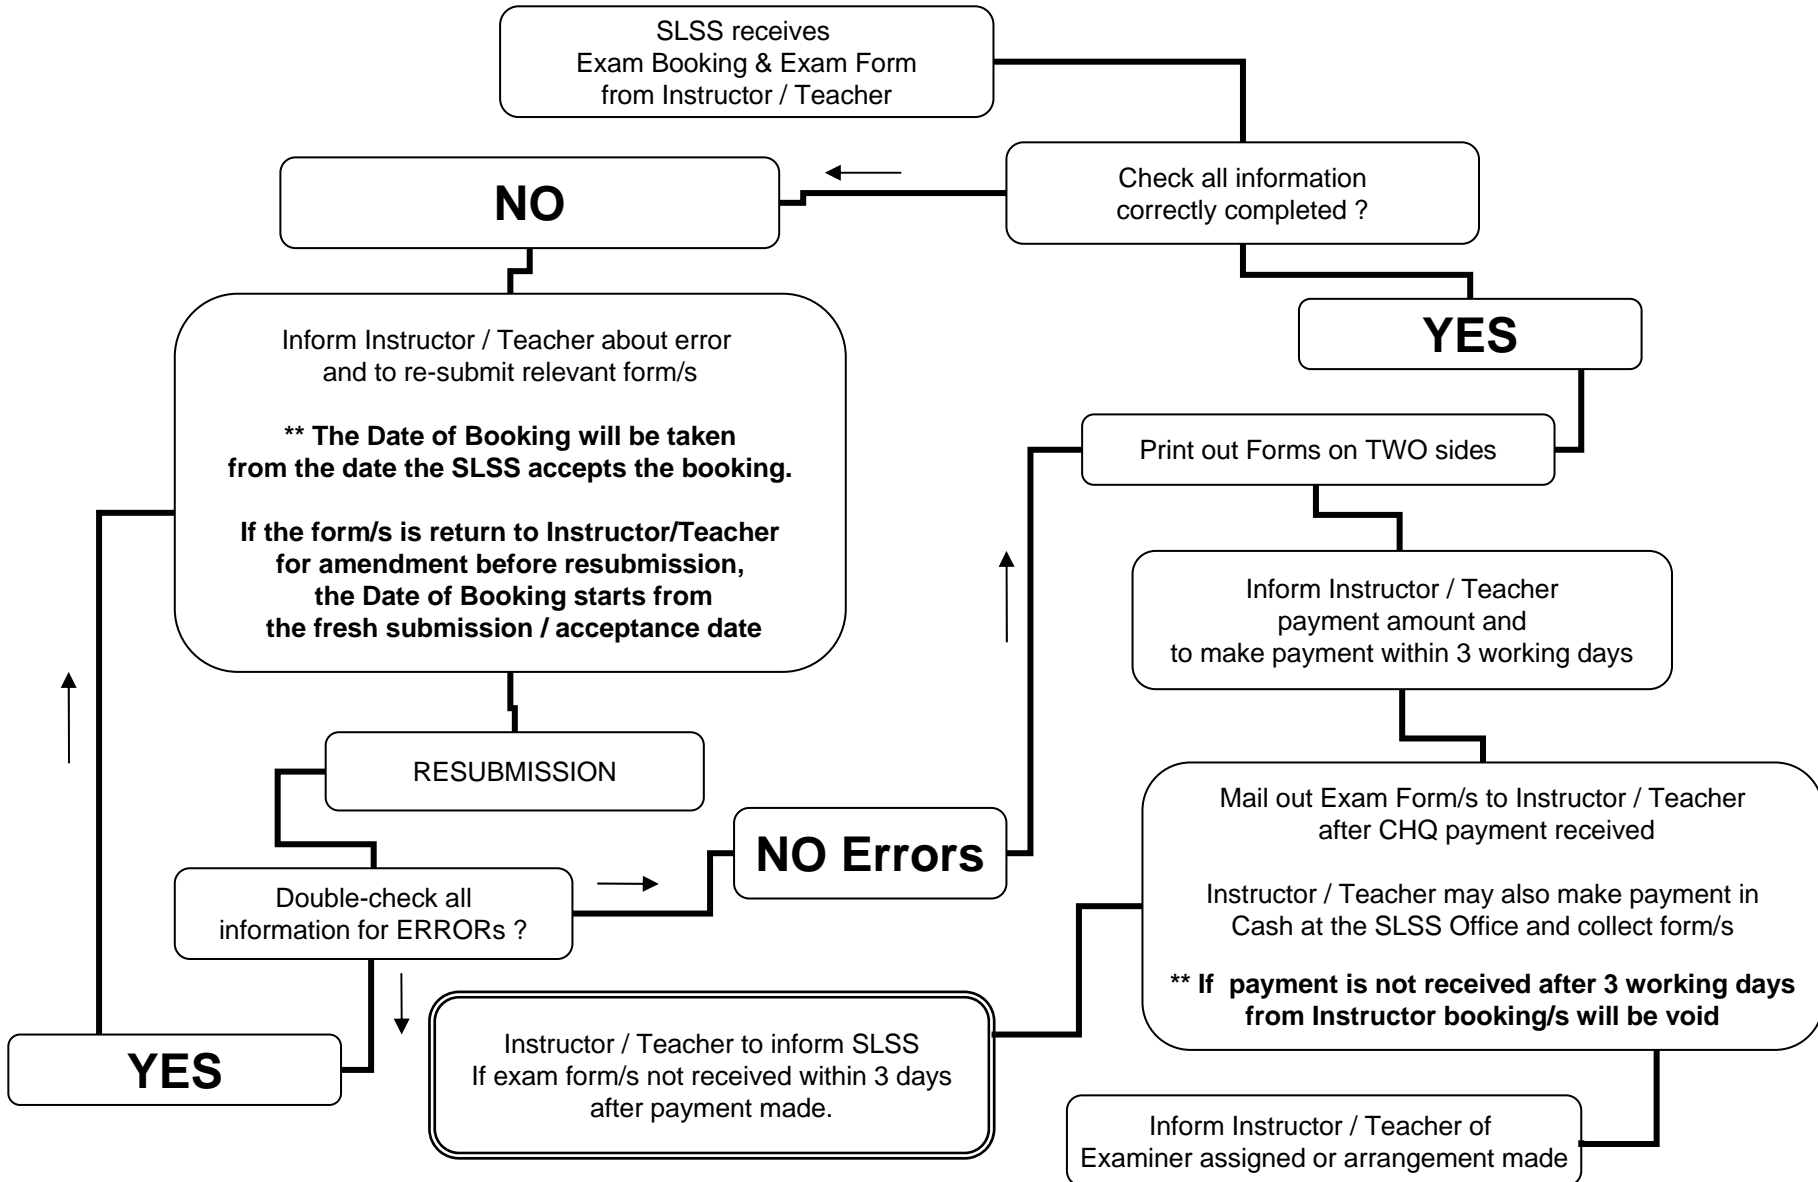 SLSS receives
Exam Booking & Exam Form
from Instructor / Teacher
Check all information
correctly completed ?
NO
YES
Inform Instructor / Teacher about error
and to re-submit relevant form/s
** The Date of Booking will be taken
from the date the SLSS accepts the booking.
If the form/s is return to Instructor/Teacher
for amendment before resubmission,
the Date of Booking starts from
the fresh submission / acceptance date
Print out Forms on TWO sides
Inform Instructor / Teacher
payment amount and
to make payment within 3 working days
RESUBMISSION
NO Errors
Double-check all
information for ERRORs ?
Mail out Exam Form/s to Instructor / Teacher
after CHQ payment received
Instructor / Teacher may also make payment in
Cash at the SLSS Office and collect form/s
** If  payment is not received after 3 working days
from Instructor booking/s will be void
YES
Instructor / Teacher to inform SLSS
If exam form/s not received within 3 days
after payment made.
Inform Instructor / Teacher of
Examiner assigned or arrangement made